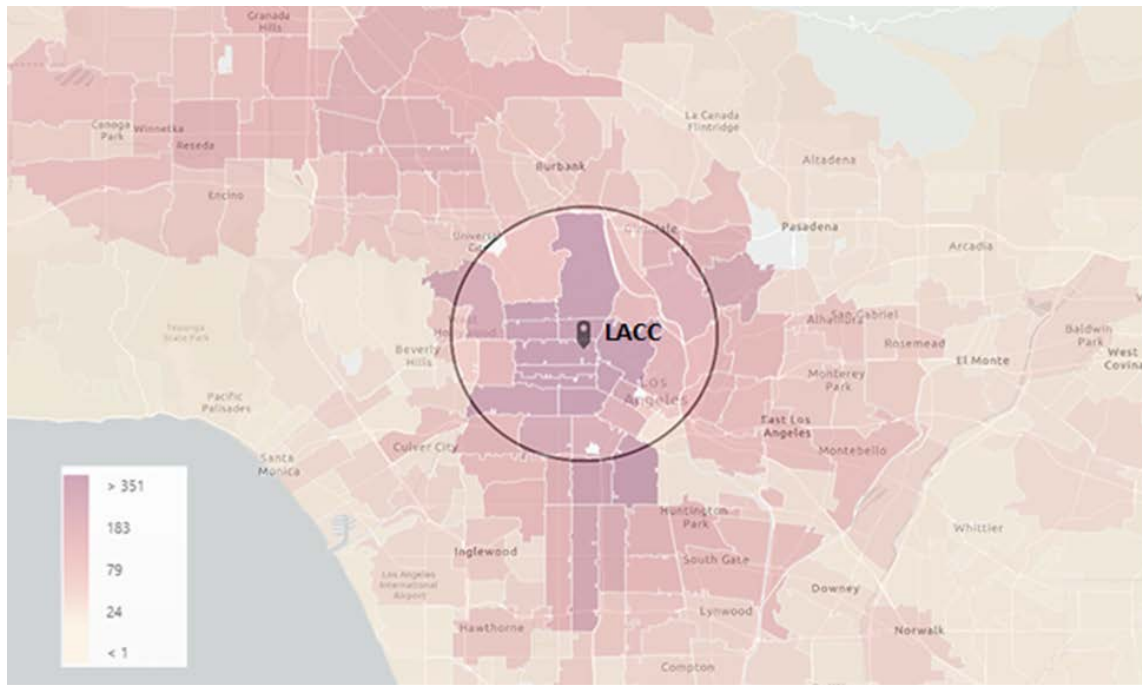 Granada
Hills
Canoga
Park
Winnetka
Reseda
Encino
La Canada
Flintridge
Altadena
Burbank
Pasadena
Universal
City
Glendale
Arcadia
Topanga
State Park
West
Hollywood
LACC
Beverly
Hills
Alhambra
San Gabriel
Rosemead
Baldwin
Park
El Monte
West
Covina
Monterey
Park
Los
Angeles
Pacific
Palisades
East Los
Angeles
Culver City
Montebello
Santa
Monica
> 351
183
79
24
< 1
Huntington
Park
Whittier
Inglewood
South Gate
Los Angeles
International
Airport
Downey
Lynwood
Hawthorne
Norwalk
Compton